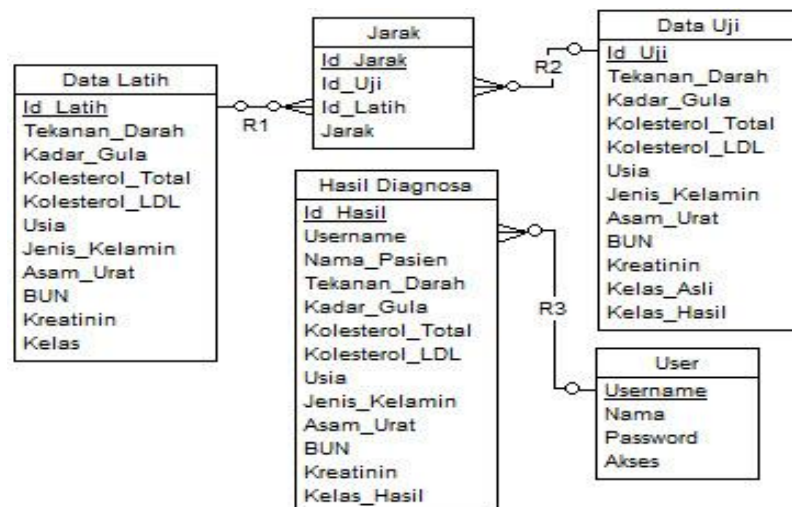 Data Latih
Id_Latih
Tekanan_Darah
Kadar_Gula
Kolesterol_Total
Kolesterol_LDL
Usia
Jenis_Kelamin
Asam_Urat
BUN
Kreatinin
Kelas
R1
Jarak
Id_Jarak
Id_Uji
Id_Latih
Jarak
R2
Data Uji
Id_Uji
Tekanan_Darah
Kadar_Gula
Kolesterol_Total
Kolesterol_LDL
Usia
Jenis_Kelamin
Asam_Urat
BUN
Kreatinin
Kelas_Asli
Kelas_Hasil
Hasil Diagnosa
Id_Hasil
Username
Nama_Pasien
Tekanan_Darah
Kadar_Gula
Kolesterol_Total
Kolesterol_LDL
Usia
Jenis_Kelamin
Asam_Urat
BUN
Kreatinin
Kelas_Hasil
R3
User
Username
Nama
Password
Akses